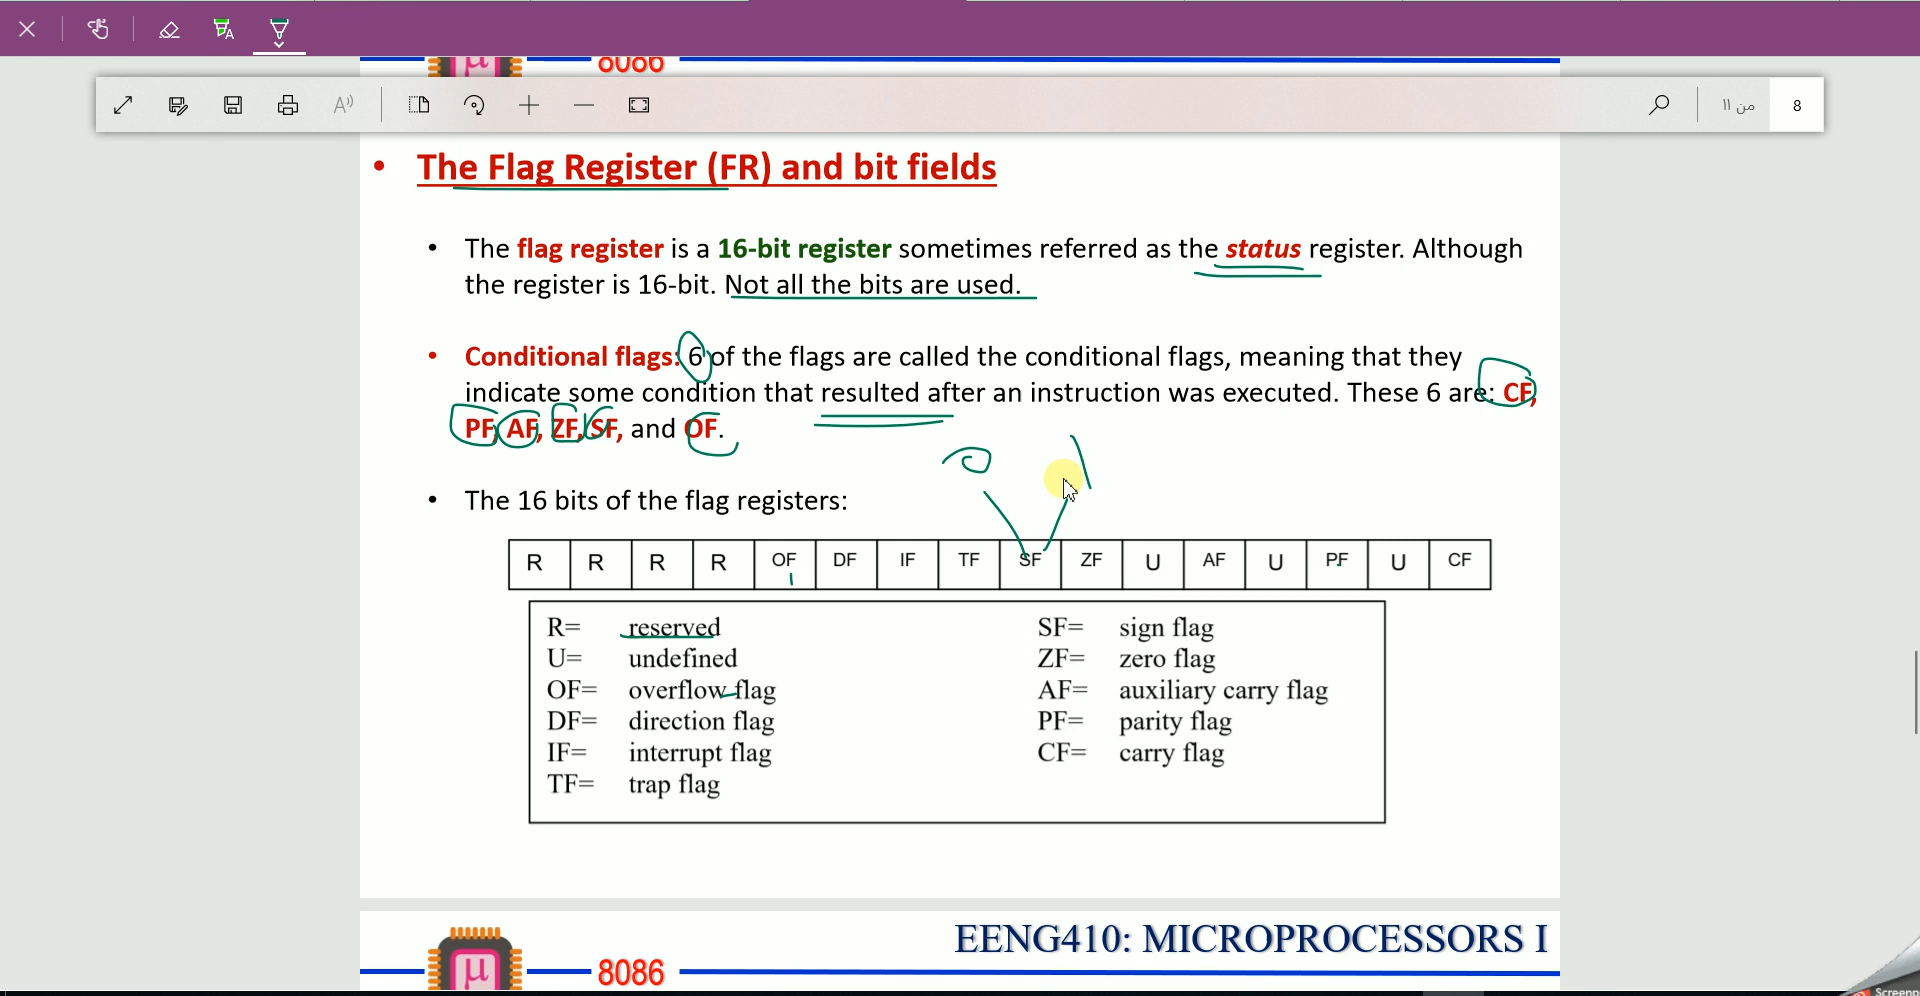 8086
من ١١
8
• The Flag Register (FR) and bit fields
• The flag register is a 16-bit register sometimes referred as the status register. Although
the register is 16-bit. Not all the bits are used.
• Conditional flags: 6 of the flags are called the conditional flags, meaning that they
indicate some condition that resulted after an instruction was executed. These 6 are: CF,
PF, AF, ZF, SF, and OF.
• The 16 bits of the flag registers:
R R R R OF DF IF TF SF ZF U AF U PF U CF
R= reserved SF= sign flag
U= undefined ZF= zero flag
OF= overflow flag AF= auxiliary carry flag
DF= direction flag PF= parity flag
IF= interrupt flag CF= carry flag
TF= trap flag
EENG410: MICROPROCESSORS I
μ 8086